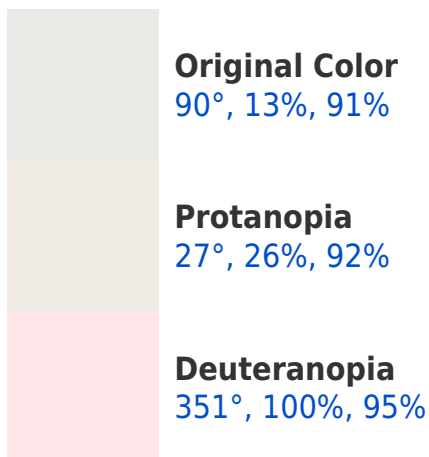 Original Color
90°, 13%, 91%
Protanopia
27°, 26%, 92%
Deuteranopia
351°, 100%, 95%